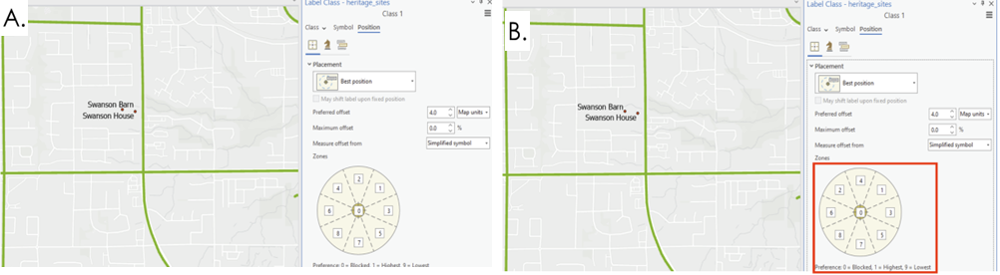 A.
Label Class - heritage_sites
Class 1
Class Symbol Position
Placement
Best position
May shift label upon fixed position
Preferred offset 4.0 Map units
Maximum offset 0.0 %
Measure offset from Simplified symbol
Zones
4 2 1
6 0 3
8 7 5
Preference: 0 = Blocked, 1 = Highest, 9 = Lowest
Swanson Barn
Swanson House
B.
Label Class - heritage_sites
Class 1
Class Symbol Position
Placement
Best position
May shift label upon fixed position
Preferred offset 4.0 Map units
Maximum offset 0.0 %
Measure offset from Simplified symbol
Zones
2 4 1
6 0 3
8 7 5
Preference: 0 = Blocked, 1 = Highest, 9 = Lowest
Swanson Barn
Swanson House